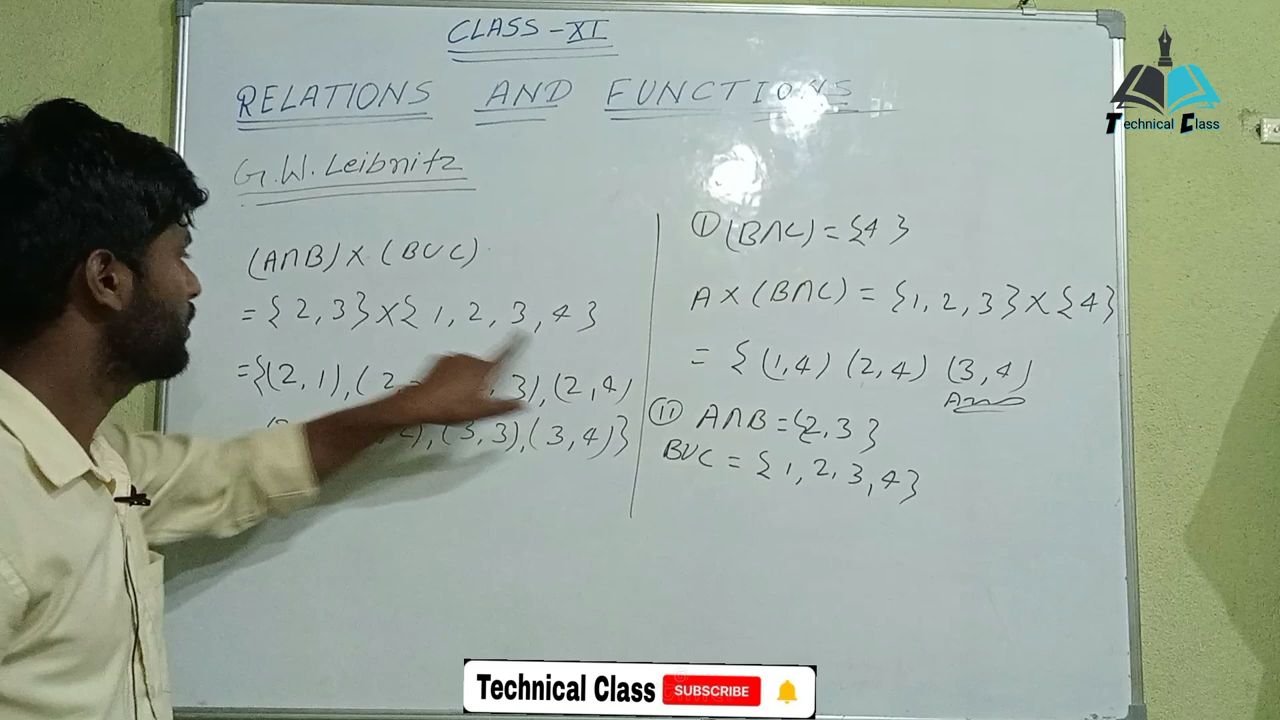 CLASS-XI
RELATIONS AND FUNCTIONS
G.W.Leibnitz
(A∩B)×(B∪C)
={2,3}×{1,2,3,4}
={(2,1),(2, 3),(2,4)
(3,3),(3,4)}
① (B∩C)={4}
A×(B∩C)={1,2,3}×{4}
={(1,4) (2,4) (3,4)
Ans
⑪ A∩B={2,3}
B∪C={1,2,3,4}
Technical Class
Technical Class SUBSCRIBE